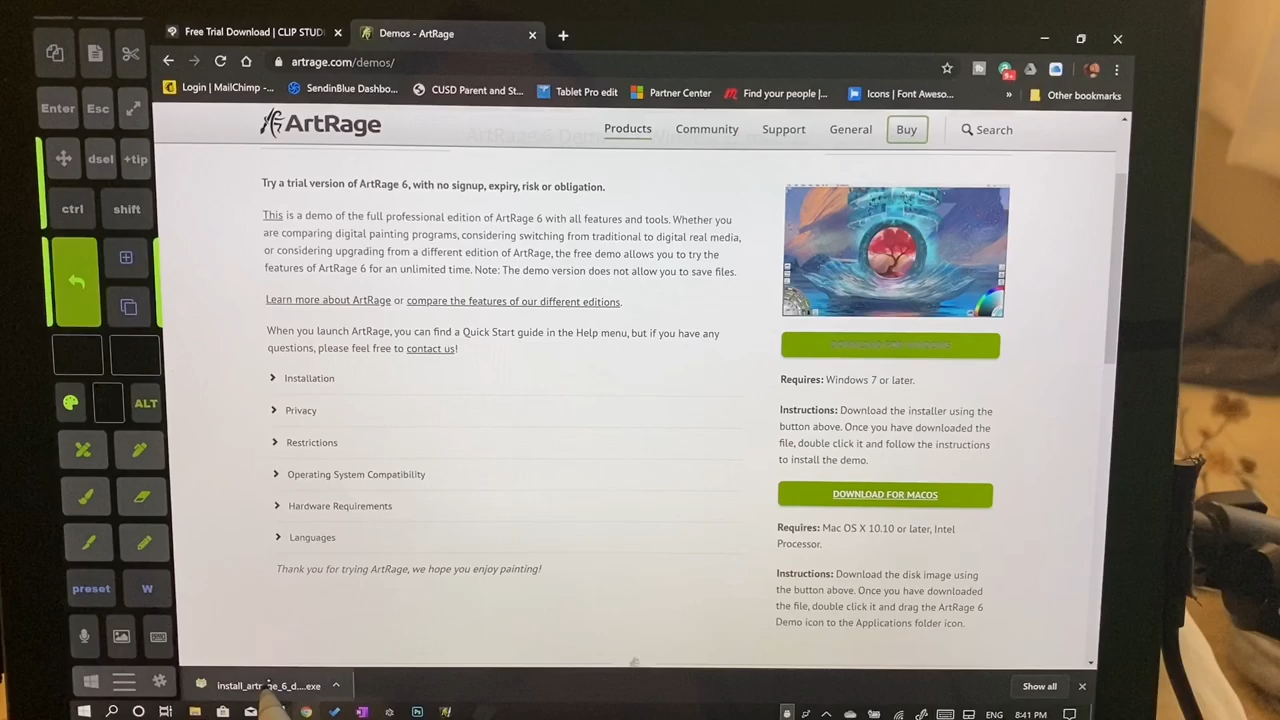 Free Trial Download | CLIP STUDI
Demos - ArtRage
artrage.com/demos/
Login | MailChimp -...
SendinBlue Dashbo...
CUSD Parent and St...
Tablet Pro edit
Partner Center
Find your people |...
Icons | Font Aweso...
»
Other bookmarks
9+
ArtRage
Products
Community
Support
General
Buy
Search
Try a trial version of ArtRage 6, with no signup, expiry, risk or obligation.
This is a demo of the full professional edition of ArtRage 6 with all features and tools. Whether you
are comparing digital painting programs, considering switching from traditional to digital real media,
or considering upgrading from a different edition of ArtRage, the free demo allows you to try the
features of ArtRage 6 for an unlimited time. Note: The demo version does not allow you to save files.
Learn more about ArtRage or compare the features of our different editions.
When you launch ArtRage, you can find a Quick Start guide in the Help menu, but if you have any
questions, please feel free to contact us!
Installation
Privacy
Restrictions
Operating System Compatibility
Hardware Requirements
Languages
Thank you for trying ArtRage, we hope you enjoy painting!
DOWNLOAD FOR WINDOWS
Requires: Windows 7 or later.
Instructions: Download the installer using the
button above. Once you have downloaded the
file, double click it and follow the instructions
to install the demo.
DOWNLOAD FOR MACOS
Requires: Mac OS X 10.10 or later, Intel
Processor.
Instructions: Download the disk image using
the button above. Once you have downloaded
the file, double click it and drag the ArtRage 6
Demo icon to the Applications folder icon.
Enter
Esc
dsel
+tip
ctrl
shift
ALT
preset
W
install_artrage_6_d....exe
Show all
ENG
8:41 PM